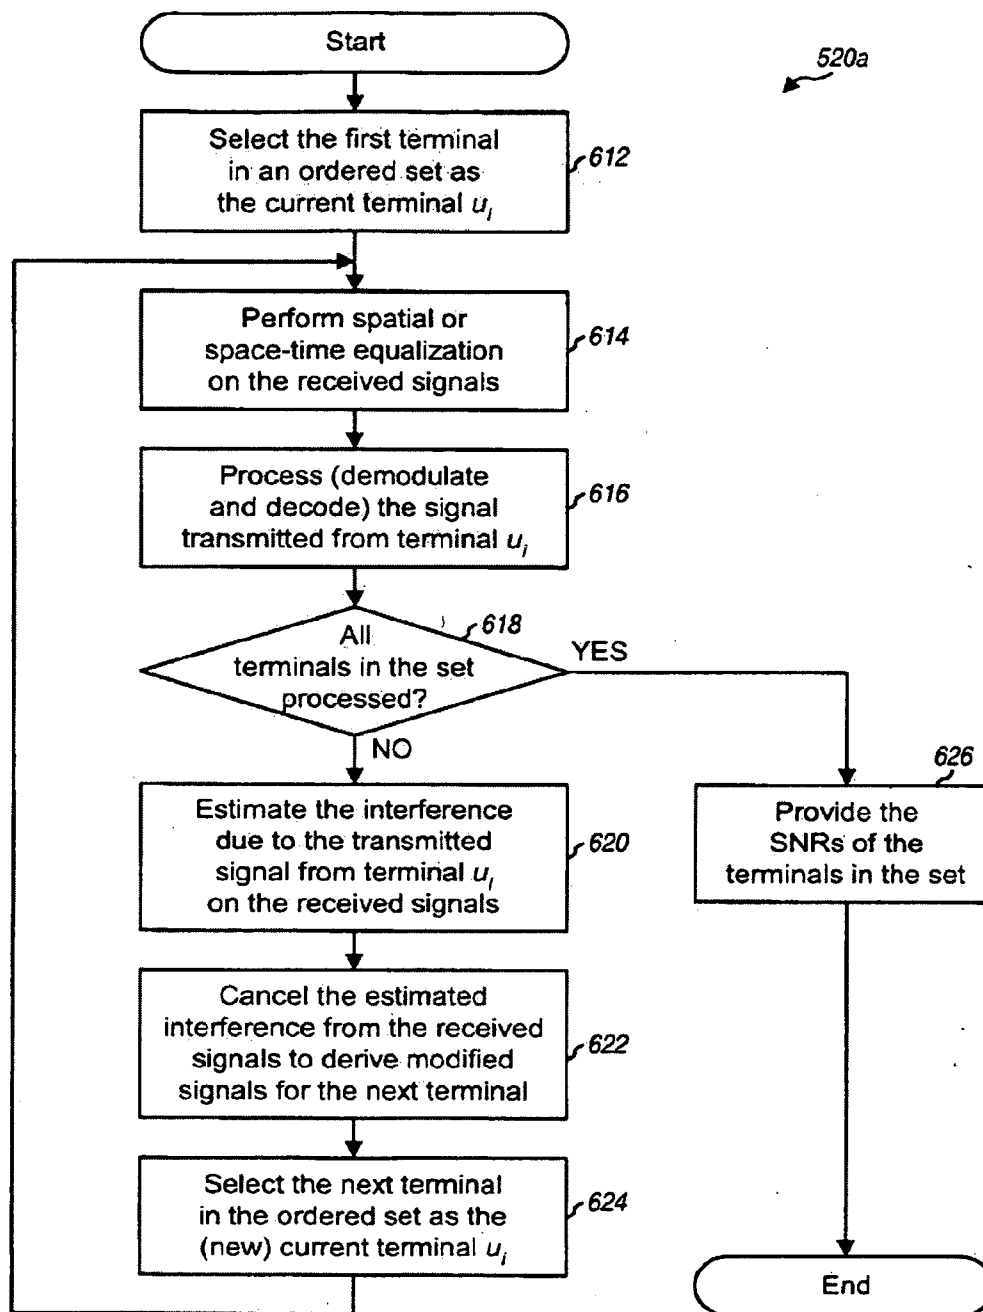 Start
520a
Select the first terminal
in an ordered set as
the current terminal u_i
612
Perform spatial or
space-time equalization
on the received signals
614
Process (demodulate
and decode) the signal
transmitted from terminal u_i
616
All
terminals in the set
processed?
618
YES
NO
Estimate the interference
due to the transmitted
signal from terminal u_i
on the received signals
620
626
Provide the
SNRs of the
terminals in the set
Cancel the estimated
interference from the received
signals to derive modified
signals for the next terminal
622
Select the next terminal
in the ordered set as the
(new) current terminal u_i
624
End